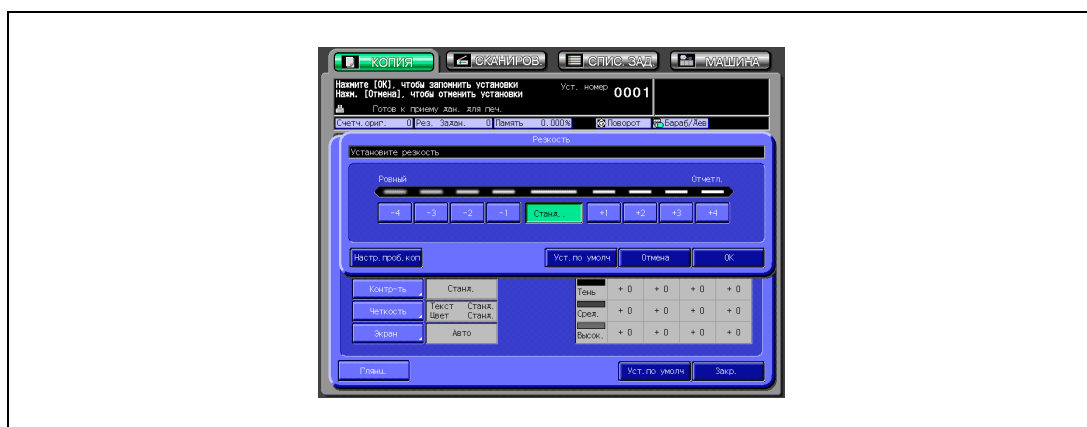 КОПИЯ СКАНИРОВ. СПИС. ЗАД. МАШИНА
Нажмите [OK], чтобы запомнить установки
Нажм. [Отмена], чтобы отменить установки
Уст. номер 0001
Готов к приему дан. для печ.
Счетч. ориг. 0 Рез. Задан. 0 Память 0.000% Поворот Бараб/Лев
Резкость
Установите резкость
Ровный Отчетл.
-4 -3 -2 -1 Станд.. +1 +2 +3 +4
Настр. проб. коп Уст. по умолч Отмена OK
Контр-ть Станд. Тень + 0 + 0 + 0 + 0
Четкость Текст Станд.
Цвет Станд. Сред. + 0 + 0 + 0 + 0
Экран Авто Высок. + 0 + 0 + 0 + 0
Глянц. Уст. по умолч Закр.